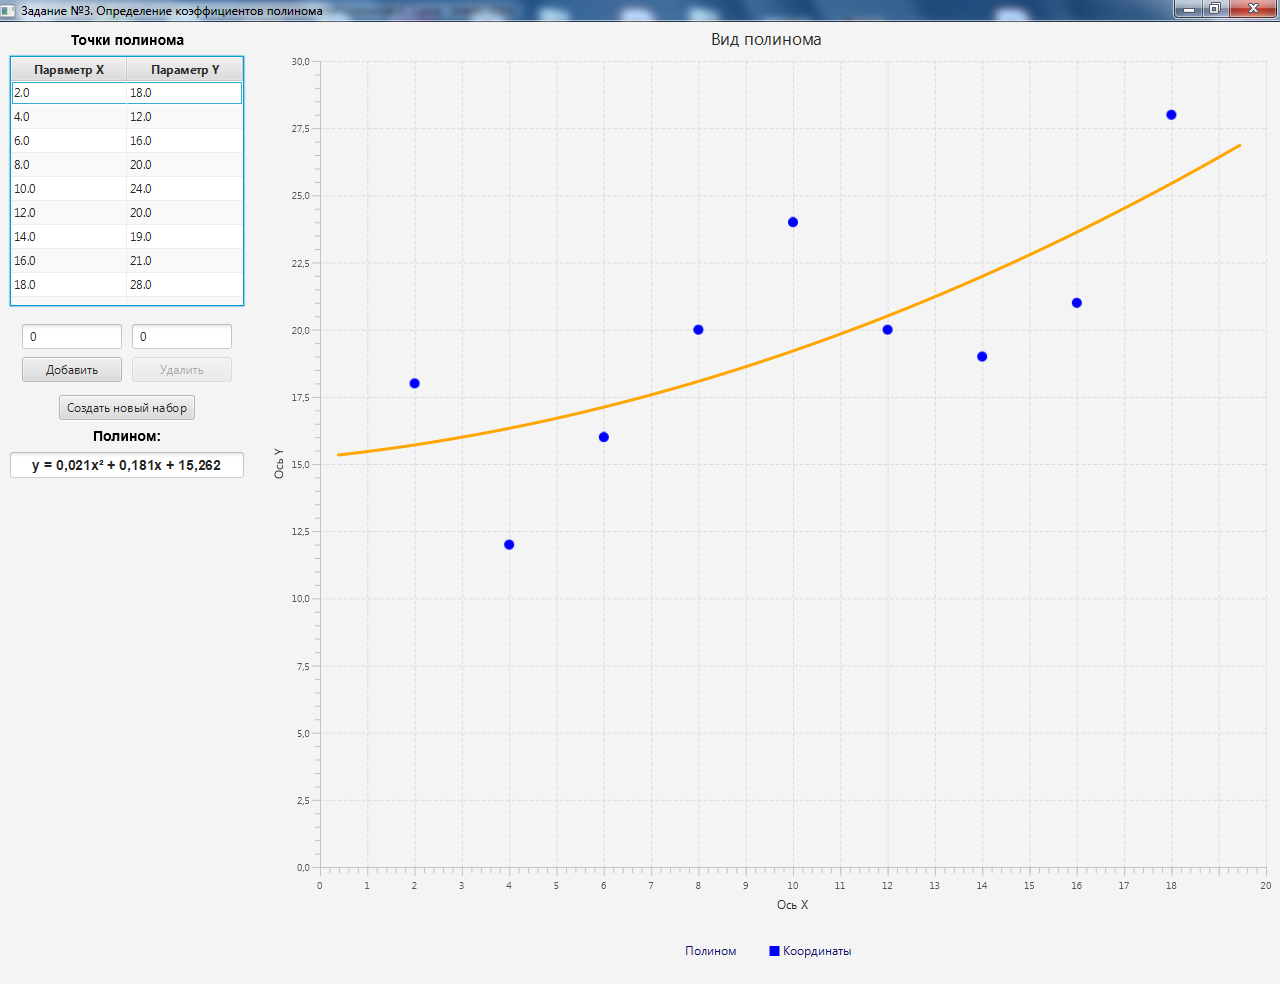 Задание №3. Определение коэффициентов полинома
Точки полинома
Парвметр X Параметр Y
2.0 18.0
4.0 12.0
6.0 16.0
8.0 20.0
10.0 24.0
12.0 20.0
14.0 19.0
16.0 21.0
18.0 28.0
0 0
Добавить Удалить
Создать новый набор
Полином:
y = 0,021x² + 0,181x + 15,262
Вид полинома
30,0
27,5
25,0
22,5
20,0
17,5
15,0
12,5
10,0
7,5
5,0
2,5
0,0
Ось Y
0 1 2 3 4 5 6 7 8 9 10 11 12 13 14 15 16 17 18 20
Ось X
Полином Координаты